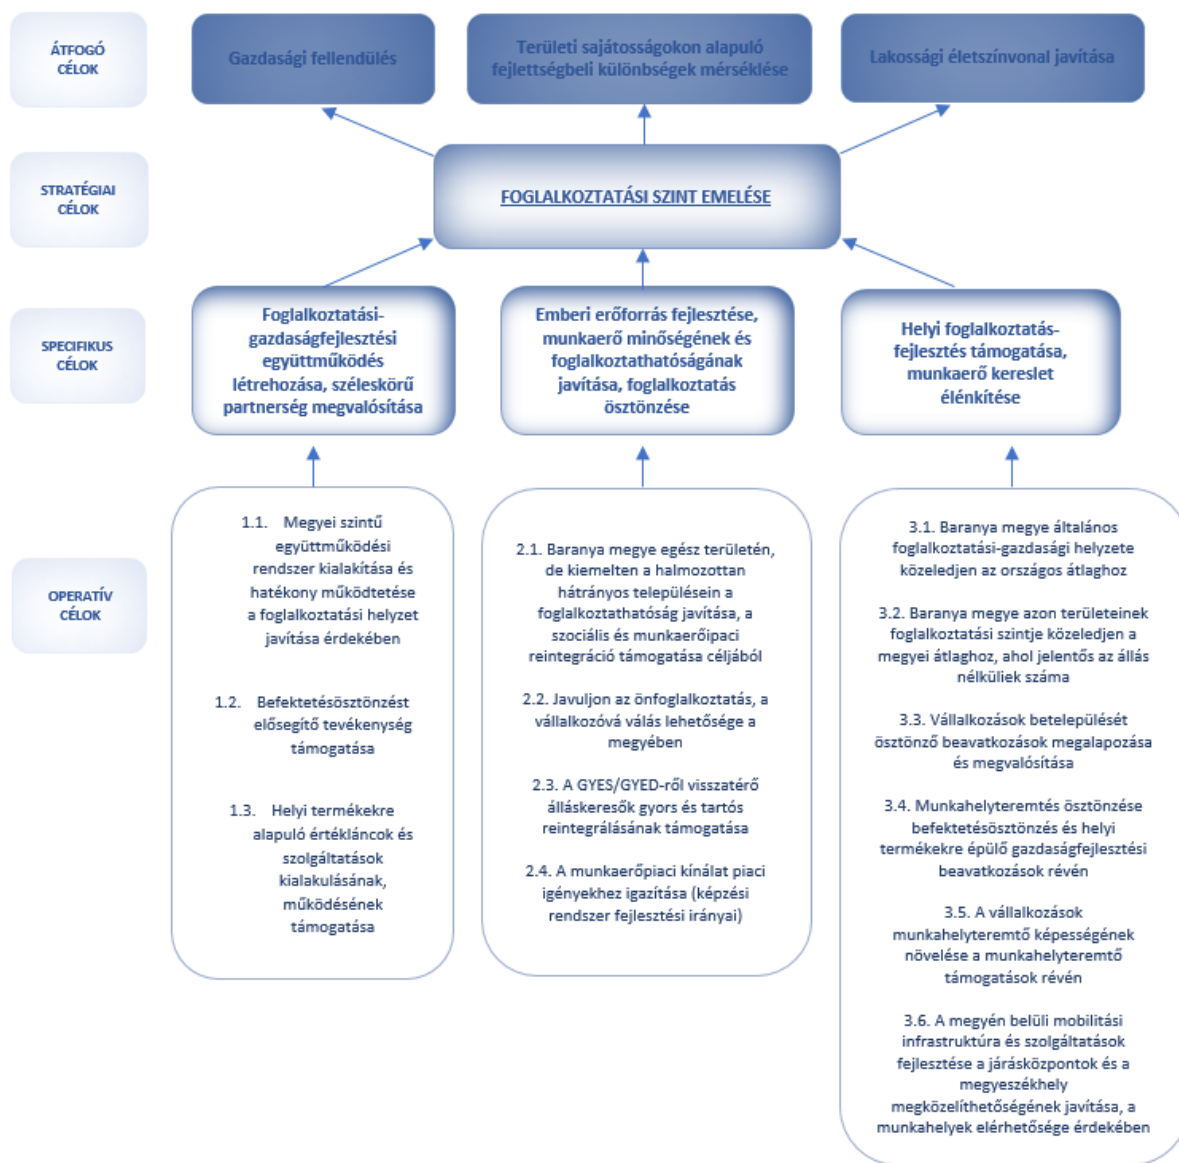 ÁTFOGÓ
CÉLOK
Gazdasági fellendülés
Területi sajátosságokon alapuló
fejlettségbeli különbségek mérséklése
Lakossági életszínvonal javítása
STRATÉGIAI
CÉLOK
FOGLALKOZTATÁSI SZINT EMELÉSE
SPECIFIKUS
CÉLOK
Foglalkoztatási-
gazdaságfejlesztési
együttműködés
létrehozása, széleskörű
partnerség megvalósítása
Emberi erőforrás fejlesztése,
munkaerő minőségének és
foglalkoztathatóságának
javítása, foglalkoztatás
ösztönzése
Helyi foglalkoztatás-
fejlesztés támogatása,
munkaerő kereslet
élénkítése
OPERATÍV
CÉLOK
1.1. Megyei szintű
együttműködési
rendszer kialakítása és
hatékony működtetése
a foglalkoztatási helyzet
javítása érdekében
1.2. Befektetésösztönzést
elősegítő tevékenység
támogatása
1.3. Helyi termékekre
alapuló értékláncok és
szolgáltatások
kialakulásának,
működésének
támogatása
2.1. Baranya megye egész területén,
de kiemelten a halmozottan
hátrányos településein a
foglalkoztathatóság javítása, a
szociális és munkaerőipaci
reintegráció támogatása céljából
2.2. Javuljon az önfoglalkoztatás, a
vállalkozóvá válás lehetősége a
megyében
2.3. A GYES/GYED-ről visszatérő
álláskeresők gyors és tartós
reintegrálásának támogatása
2.4. A munkaerőpiaci kínálat piaci
igényekhez igazítása (képzési
rendszer fejlesztési irányai)
3.1. Baranya megye általános
foglalkoztatási-gazdasági helyzete
közeledjen az országos átlaghoz
3.2. Baranya megye azon területeinek
foglalkoztatási szintje közeledjen a
megyei átlaghoz, ahol jelentős az állás
nélküliek száma
3.3. Vállalkozások betelepülését
ösztönző beavatkozások megalapozása
és megvalósítása
3.4. Munkahelyteremtés ösztönzése
befektetésösztönzés és helyi
termékekre épülő gazdaságfejlesztési
beavatkozások révén
3.5. A vállalkozások
munkahelyteremtő képességének
növelése a munkahelyteremtő
támogatások révén
3.6. A megyén belüli mobilitási
infrastruktúra és szolgáltatások
fejlesztése a járásközpontok és a
megyeszékhely
megközelíthetőségének javítása, a
munkahelyek elérhetősége érdekében